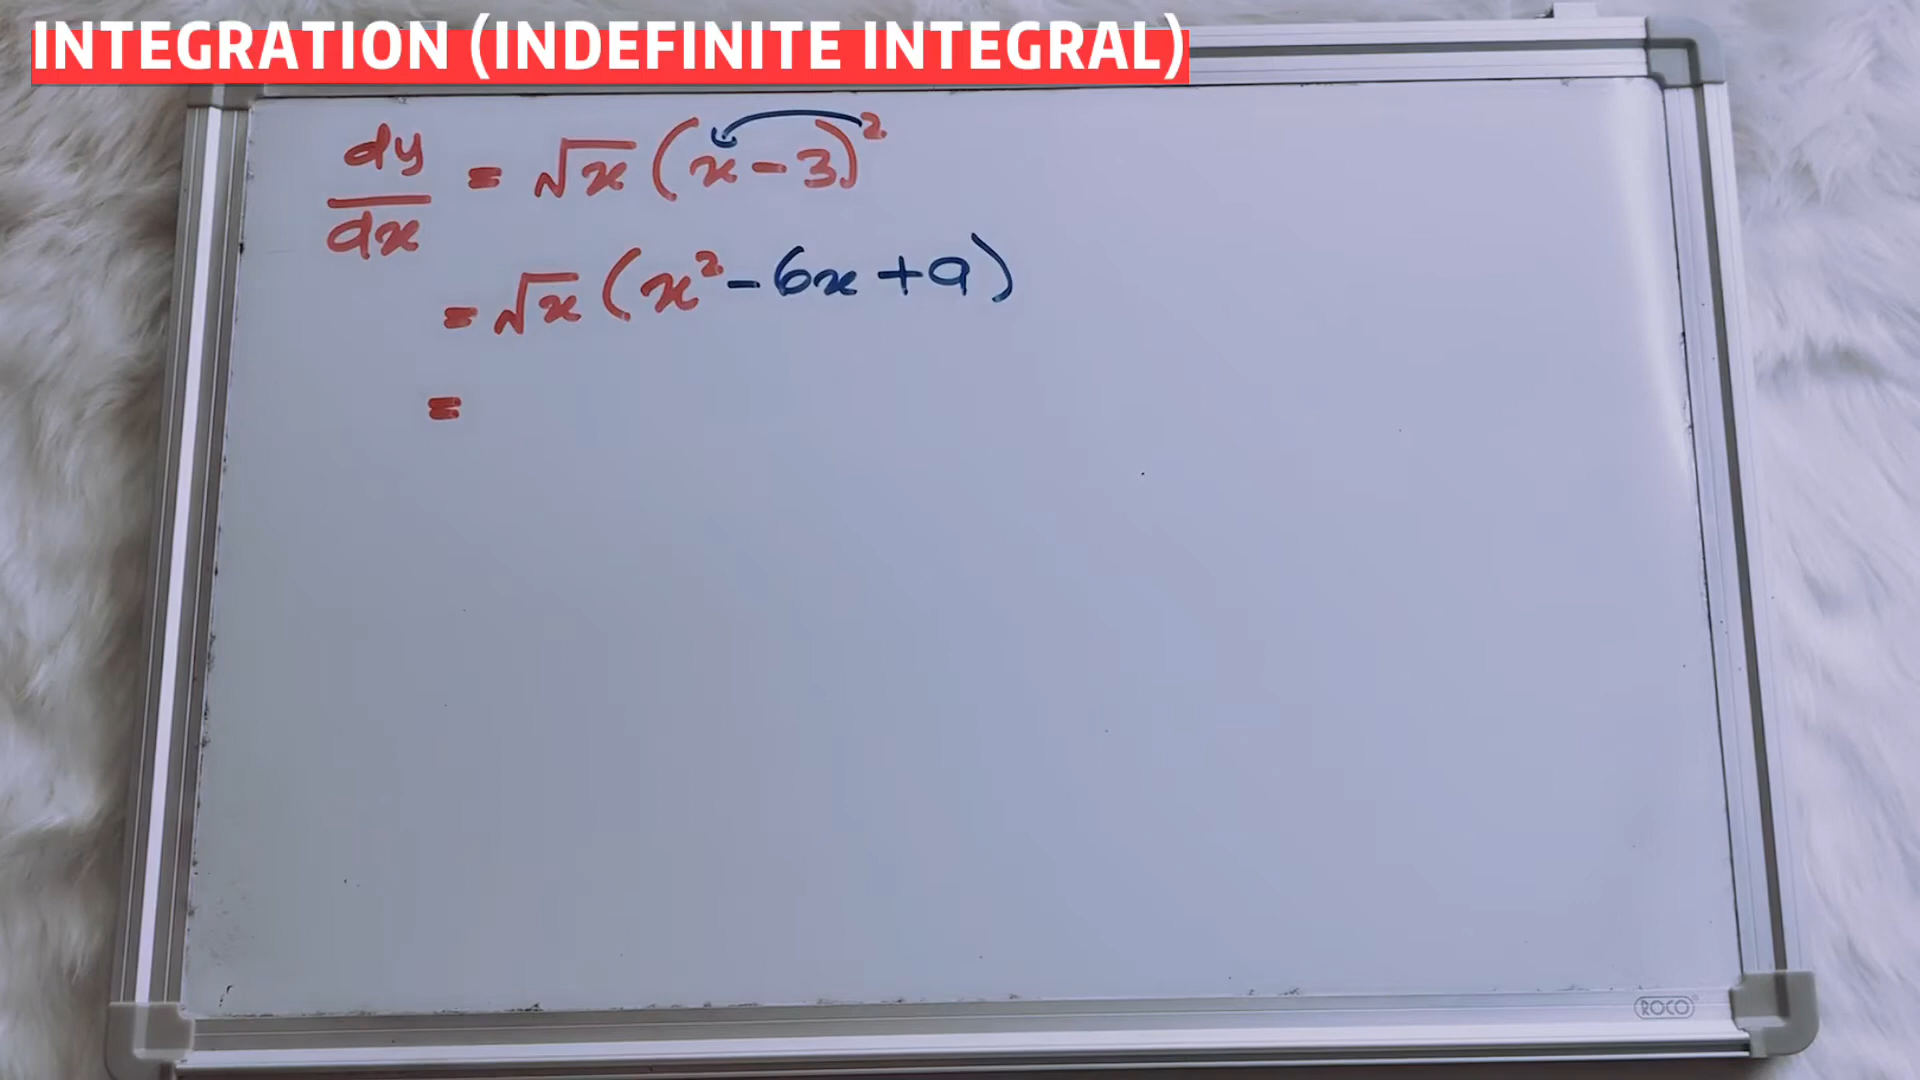 INTEGRATION (INDEFINITE INTEGRAL)
dy/dx = √x (x - 3)²
= √x (x² - 6x + 9)
=
ROCO